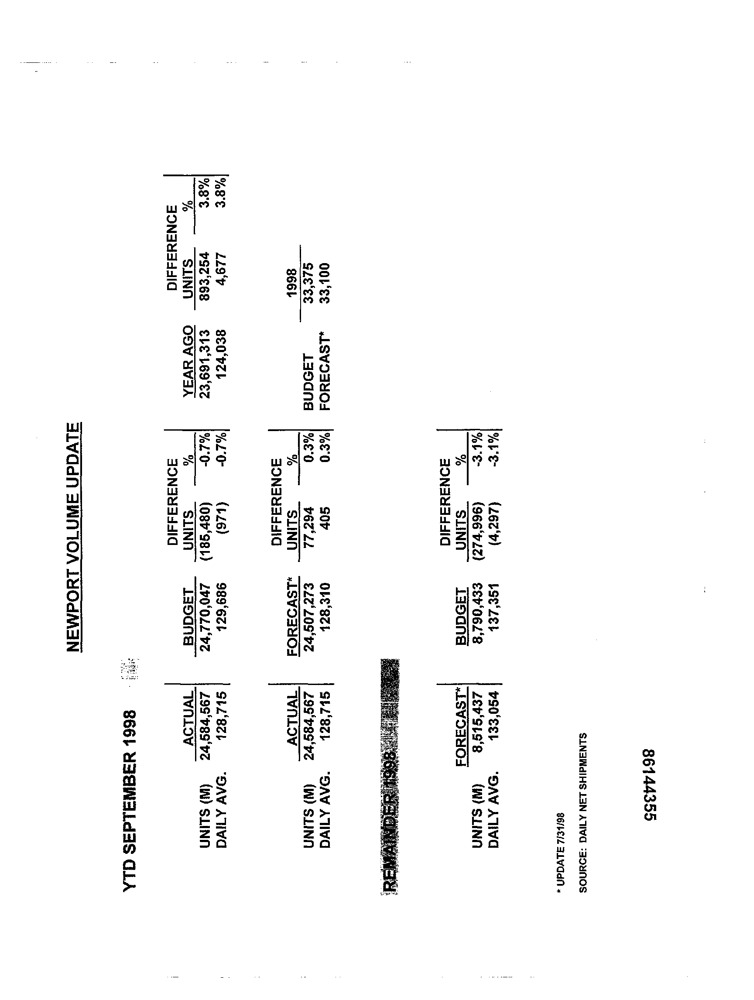 NEWPORT VOLUME UPDATE
YTD SEPTEMBER 1998
DIFFERENCE DIFFERENCE
ACTUAL BUDGET UNITS % YEAR AGO UNITS %
UNITS (M) 24,584,567 24,770,047 (185,480) -0.7% 23,691,313 893,254 3.8%
DAILY AVG. 128,715 129,686 (971) -0.7% 124,038 4,677 3.8%
DIFFERENCE
ACTUAL FORECAST* UNITS % 1998
UNITS (M) 24,584,567 24,507,273 77,294 0.3% BUDGET 33,375
DAILY AVG. 128,715 128,310 405 0.3% FORECAST* 33,100
REMAINDER 1998
DIFFERENCE
FORECAST* BUDGET UNITS %
UNITS (M) 8,515,437 8,790,433 (274,996) -3.1%
DAILY AVG. 133,054 137,351 (4,297) -3.1%
* UPDATE 7/31/98
SOURCE: DAILY NET SHIPMENTS
86144355